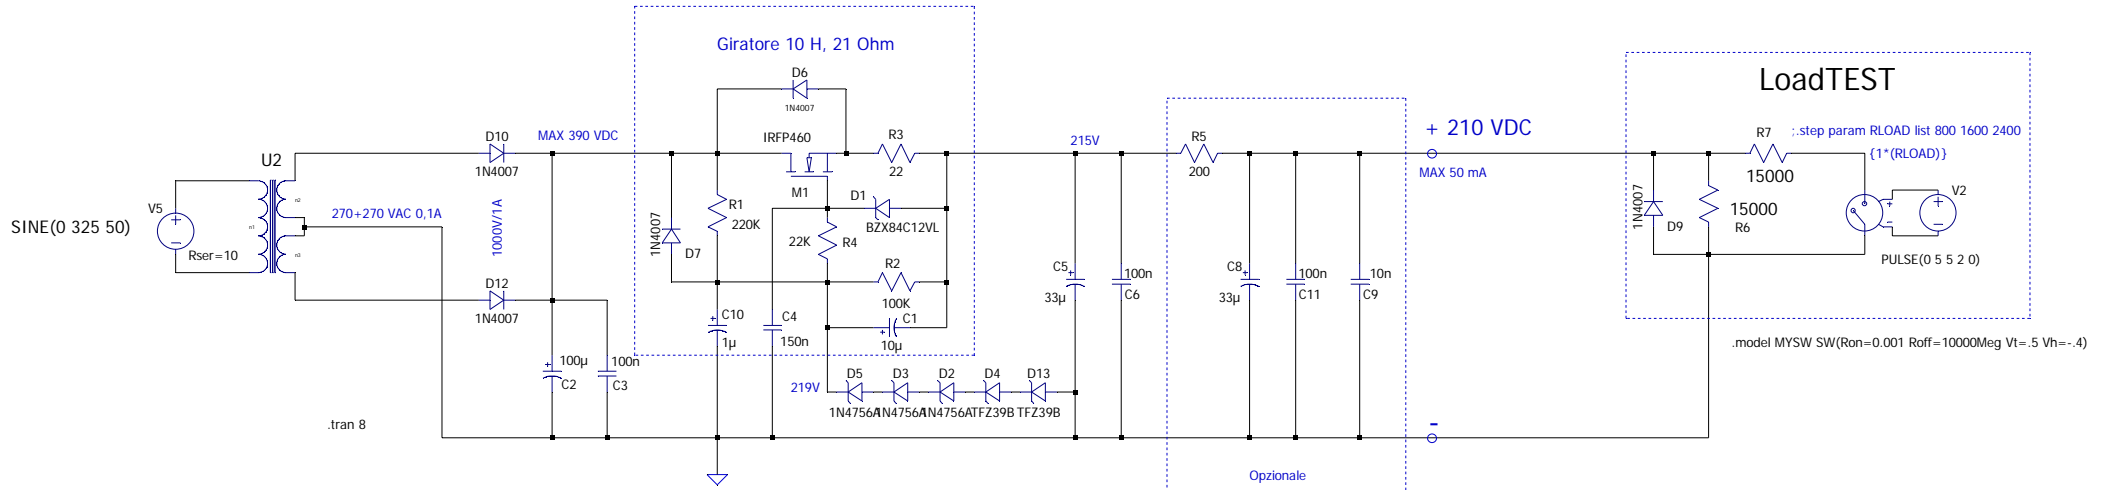 Giratore 10 H, 21 Ohm
LoadTEST
D6
1N4007
D10
1N4007
MAX 390 VDC
IRFP460
M1
R3
22
215V
R5
200
+ 210 VDC
MAX 50 mA
R7
15000
;.step param RLOAD list 800 1600 2400
{1*(RLOAD)}
U2
n1
n2
n3
V5
SINE(0 325 50)
Rser=10
270+270 VAC 0,1A
1000V/1A
1N4007
D7
R1
220K
22K
R4
D1
BZX84C12VL
R2
100K
C1
10µ
C5
33µ
100n
C6
C8
33µ
100n
C11
10n
C9
1N4007
D9
15000
R6
V2
PULSE(0 5 5 2 0)
D12
1N4007
C10
1µ
C4
150n
100µ
C2
100n
C3
219V
D5
1N4756A
D3
1N4756A
D2
1N4756A
D4
TFZ39B
D13
TFZ39B
.model MYSW SW(Ron=0.001 Roff=10000Meg Vt=.5 Vh=-.4)
.tran 8
-
Opzionale